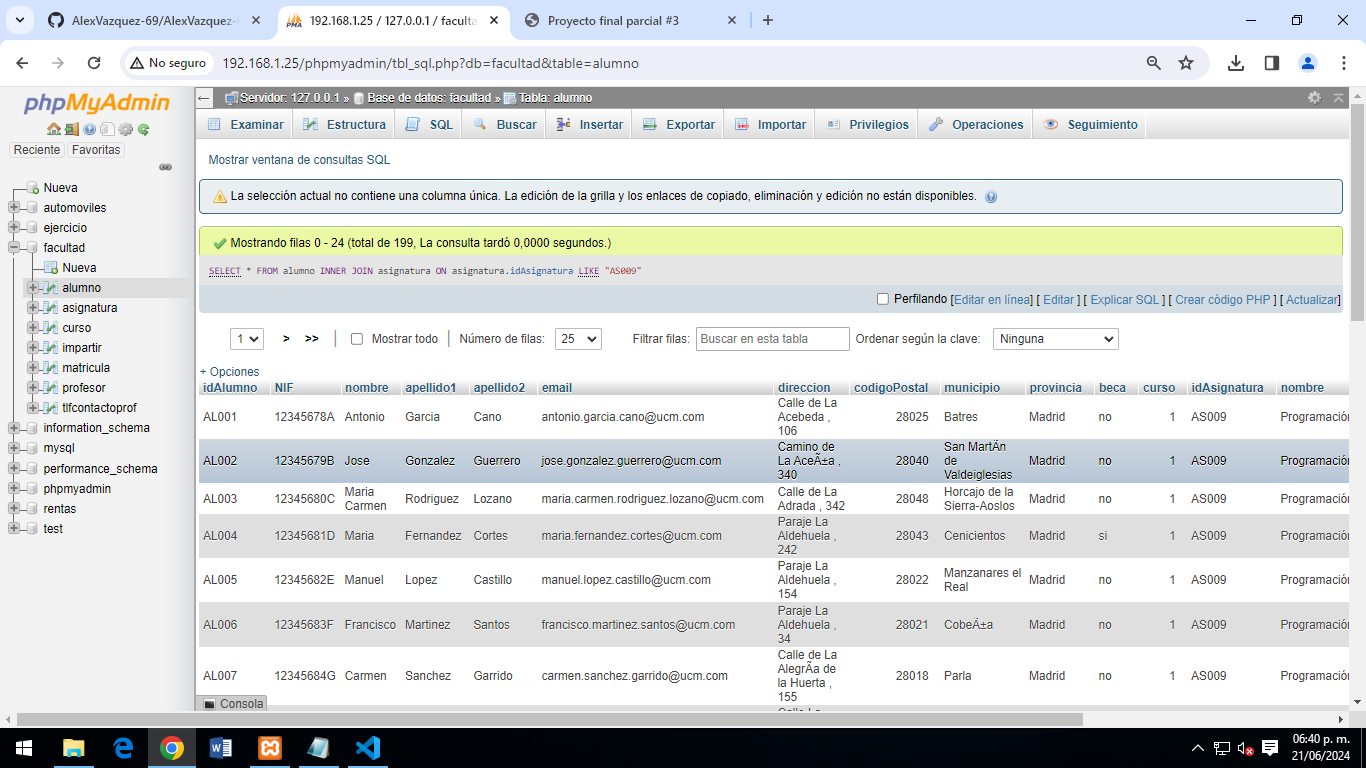 AlexVazquez-69/AlexVazquez-
192.168.1.25 / 127.0.0.1 / faculta
Proyecto final parcial #3
No seguro
192.168.1.25/phpmyadmin/tbl_sql.php?db=facultad&table=alumno
phpMyAdmin
Reciente Favoritas
Nueva
automoviles
ejercicio
facultad
Nueva
alumno
asignatura
curso
impartir
matricula
profesor
tlfcontactoprof
information_schema
mysql
performance_schema
phpmyadmin
rentas
test
Servidor: 127.0.0.1 » Base de datos: facultad » Tabla: alumno
Examinar Estructura SQL Buscar Insertar Exportar Importar Privilegios Operaciones Seguimiento
Mostrar ventana de consultas SQL
La selección actual no contiene una columna única. La edición de la grilla y los enlaces de copiado, eliminación y edición no están disponibles.
Mostrando filas 0 - 24 (total de 199, La consulta tardó 0,0000 segundos.)
SELECT * FROM alumno INNER JOIN asignatura ON asignatura.idAsignatura LIKE "AS009"
Perfilando [Editar en línea] [ Editar ] [ Explicar SQL ] [ Crear código PHP ] [ Actualizar]
1 > >> Mostrar todo Número de filas: 25 Filtrar filas: Buscar en esta tabla Ordenar según la clave: Ninguna
+ Opciones
idAlumno NIF nombre apellido1 apellido2 email direccion codigoPostal municipio provincia beca curso idAsignatura nombre
AL001 12345678A Antonio Garcia Cano antonio.garcia.cano@ucm.com Calle de La Acebeda , 106 28025 Batres Madrid no 1 AS009 Programación
AL002 12345679B Jose Gonzalez Guerrero jose.gonzalez.guerrero@ucm.com Camino de La AceÃ±a , 340 28040 San MartÃ­n de Valdeiglesias Madrid no 1 AS009 Programación
AL003 12345680C Maria Carmen Rodriguez Lozano maria.carmen.rodriguez.lozano@ucm.com Calle de La Adrada , 342 28048 Horcajo de la Sierra-Aoslos Madrid no 1 AS009 Programación
AL004 12345681D Maria Fernandez Cortes maria.fernandez.cortes@ucm.com Paraje La Aldehuela , 242 28043 Cenicientos Madrid si 1 AS009 Programación
AL005 12345682E Manuel Lopez Castillo manuel.lopez.castillo@ucm.com Paraje La Aldehuela , 154 28022 Manzanares el Real Madrid no 1 AS009 Programación
AL006 12345683F Francisco Martinez Santos francisco.martinez.santos@ucm.com Paraje La Aldehuela , 34 28021 CobeÃ±a Madrid no 1 AS009 Programación
AL007 12345684G Carmen Sanchez Garrido carmen.sanchez.garrido@ucm.com Calle de La AlegrÃ­a de la Huerta , 155 28018 Parla Madrid no 1 AS009 Programación
Consola
06:40 p. m.
21/06/2024